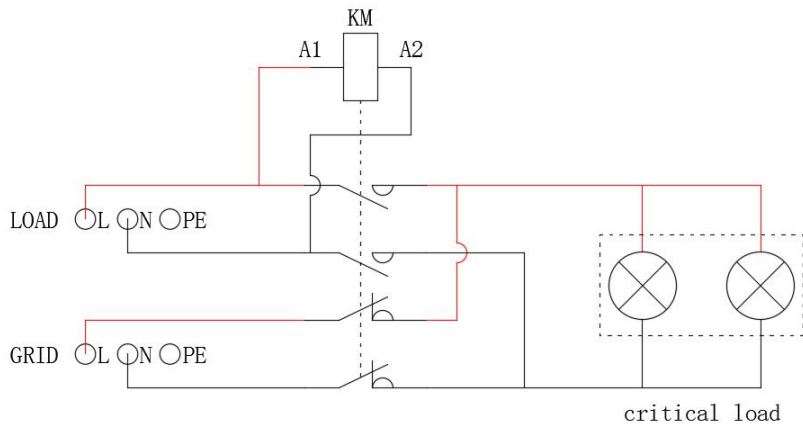 KM
A1 A2
LOAD L N PE
GRID L N PE
critical load